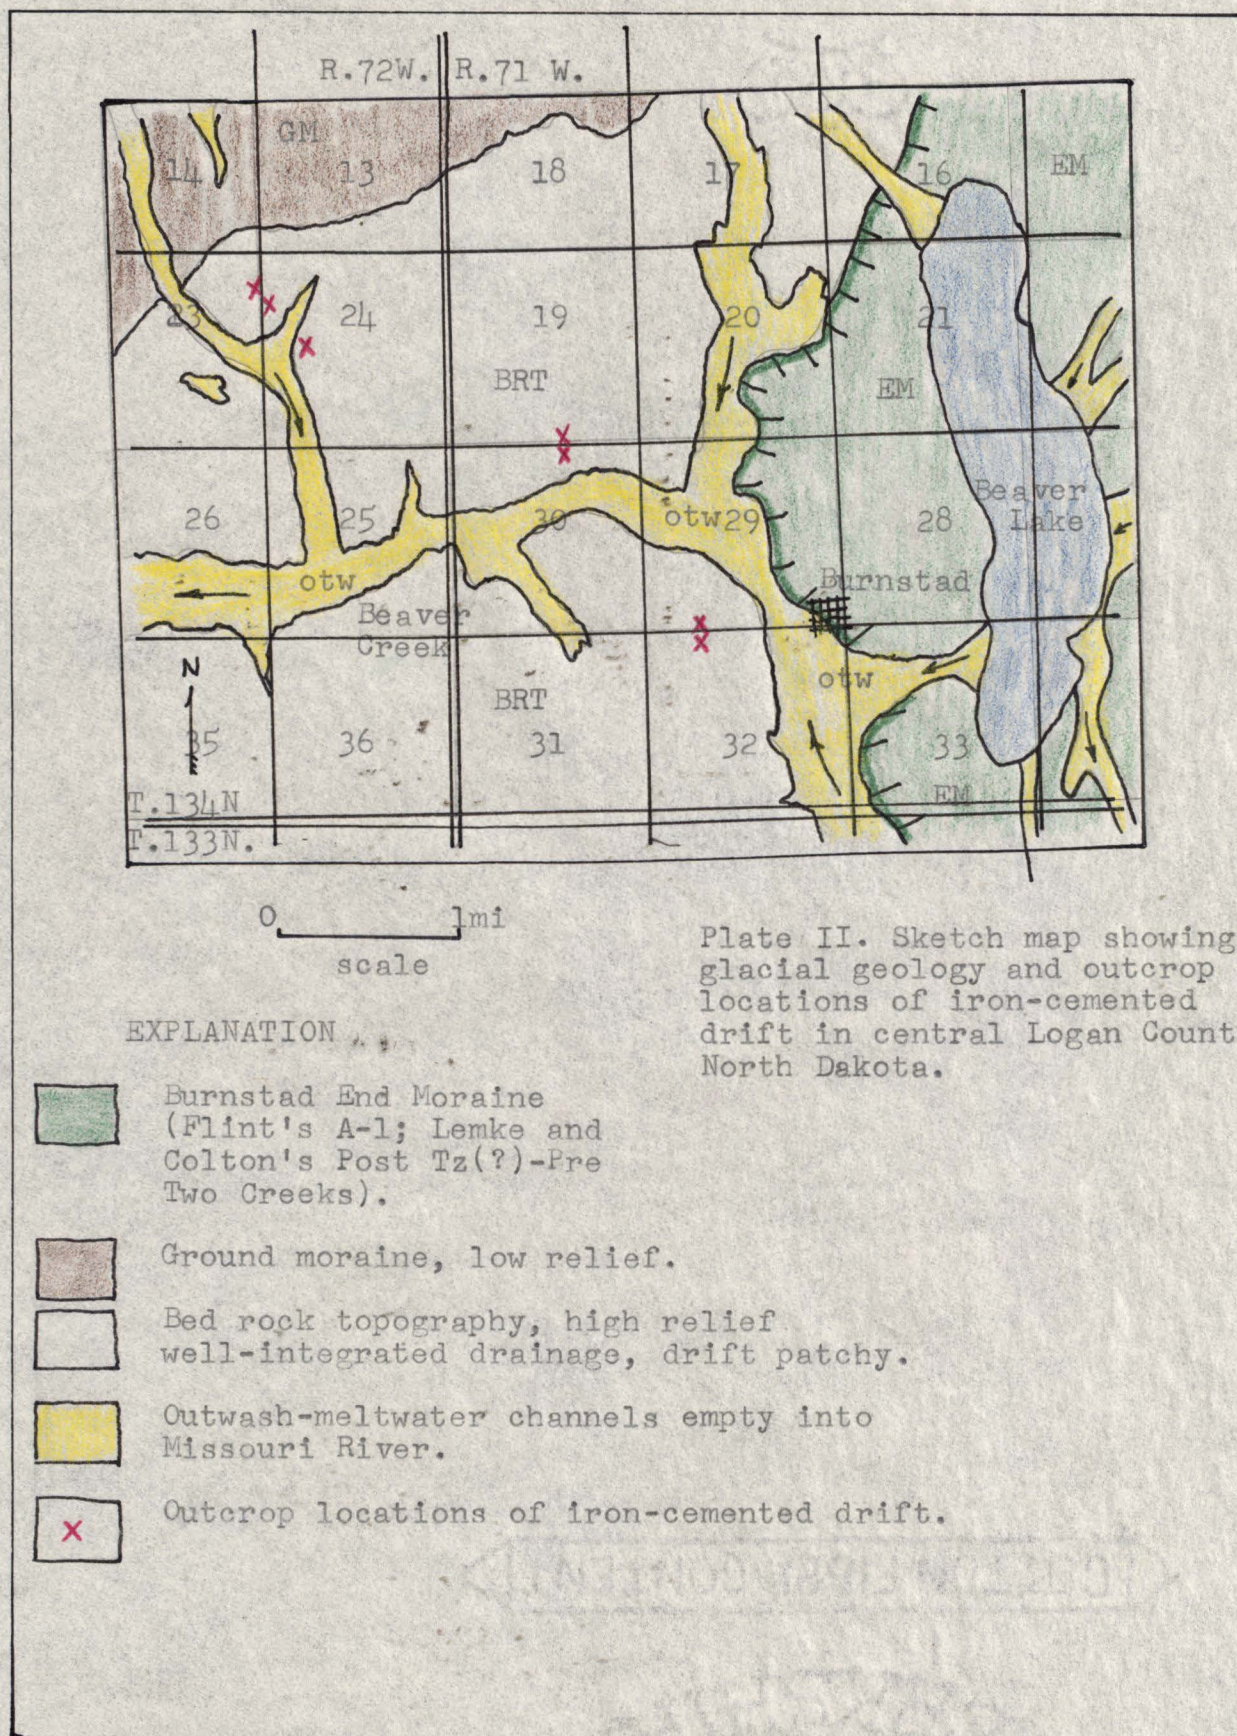 R.72W. R.71 W.
GM
14 13 18 17 16 EM
23 24 19 20 21
BRT EM
Beaver
Lake
26 25 30 otw 29 28
otw Burnstad
Beaver
Creek
otw
N
BRT
35 36 31 32 33
EM
T.134N
T.133N.
0 1mi
scale
Plate II. Sketch map showing
glacial geology and outcrop
locations of iron-cemented
drift in central Logan Count
North Dakota.
EXPLANATION
Burnstad End Moraine
(Flint's A-1; Lemke and
Colton's Post Tz(?)-Pre
Two Creeks).
Ground moraine, low relief.
Bed rock topography, high relief
well-integrated drainage, drift patchy.
Outwash-meltwater channels empty into
Missouri River.
Outcrop locations of iron-cemented drift.